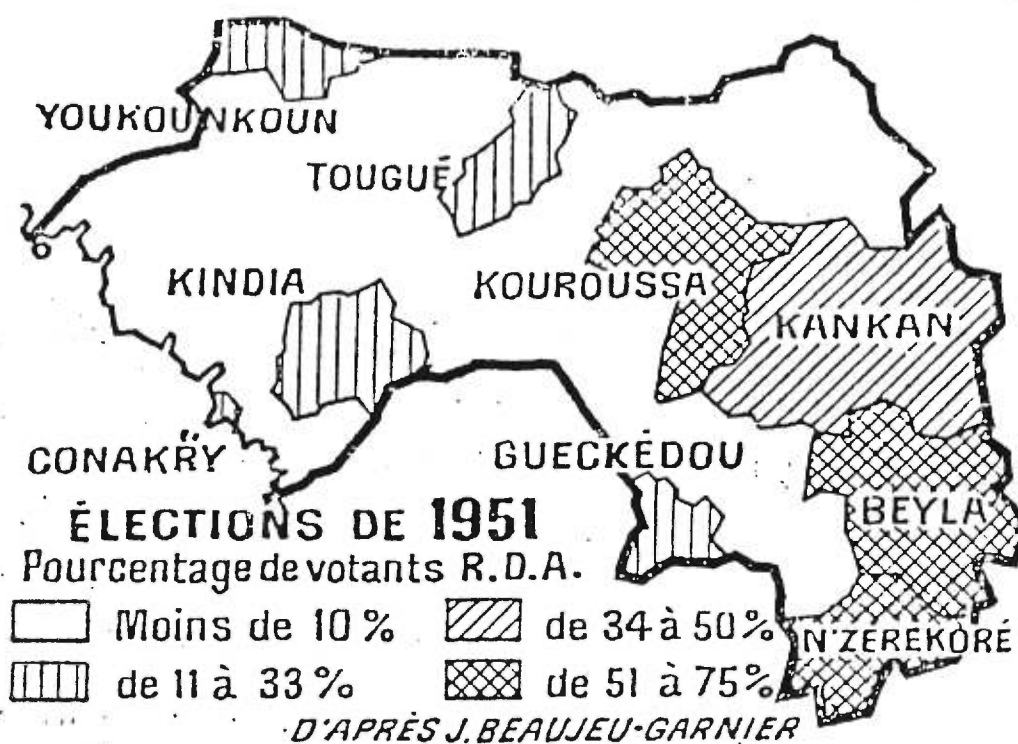 YOUKOUNKOUN
TOUGUÉ
KINDIA
KOUROUSSA
KANKAN
CONAKRY
GUECKÉDOU
BEYLA
N'ZEREKORÉ
ÉLECTIONS DE 1951
Pourcentage de votants R.D.A.
Moins de 10 %
de 34 à 50 %
de 11 à 33 %
de 51 à 75 %
D'APRÈS J. BEAUJEU-GARNIER